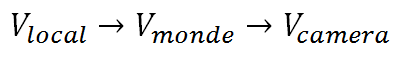 V_local → V_monde → V_camera